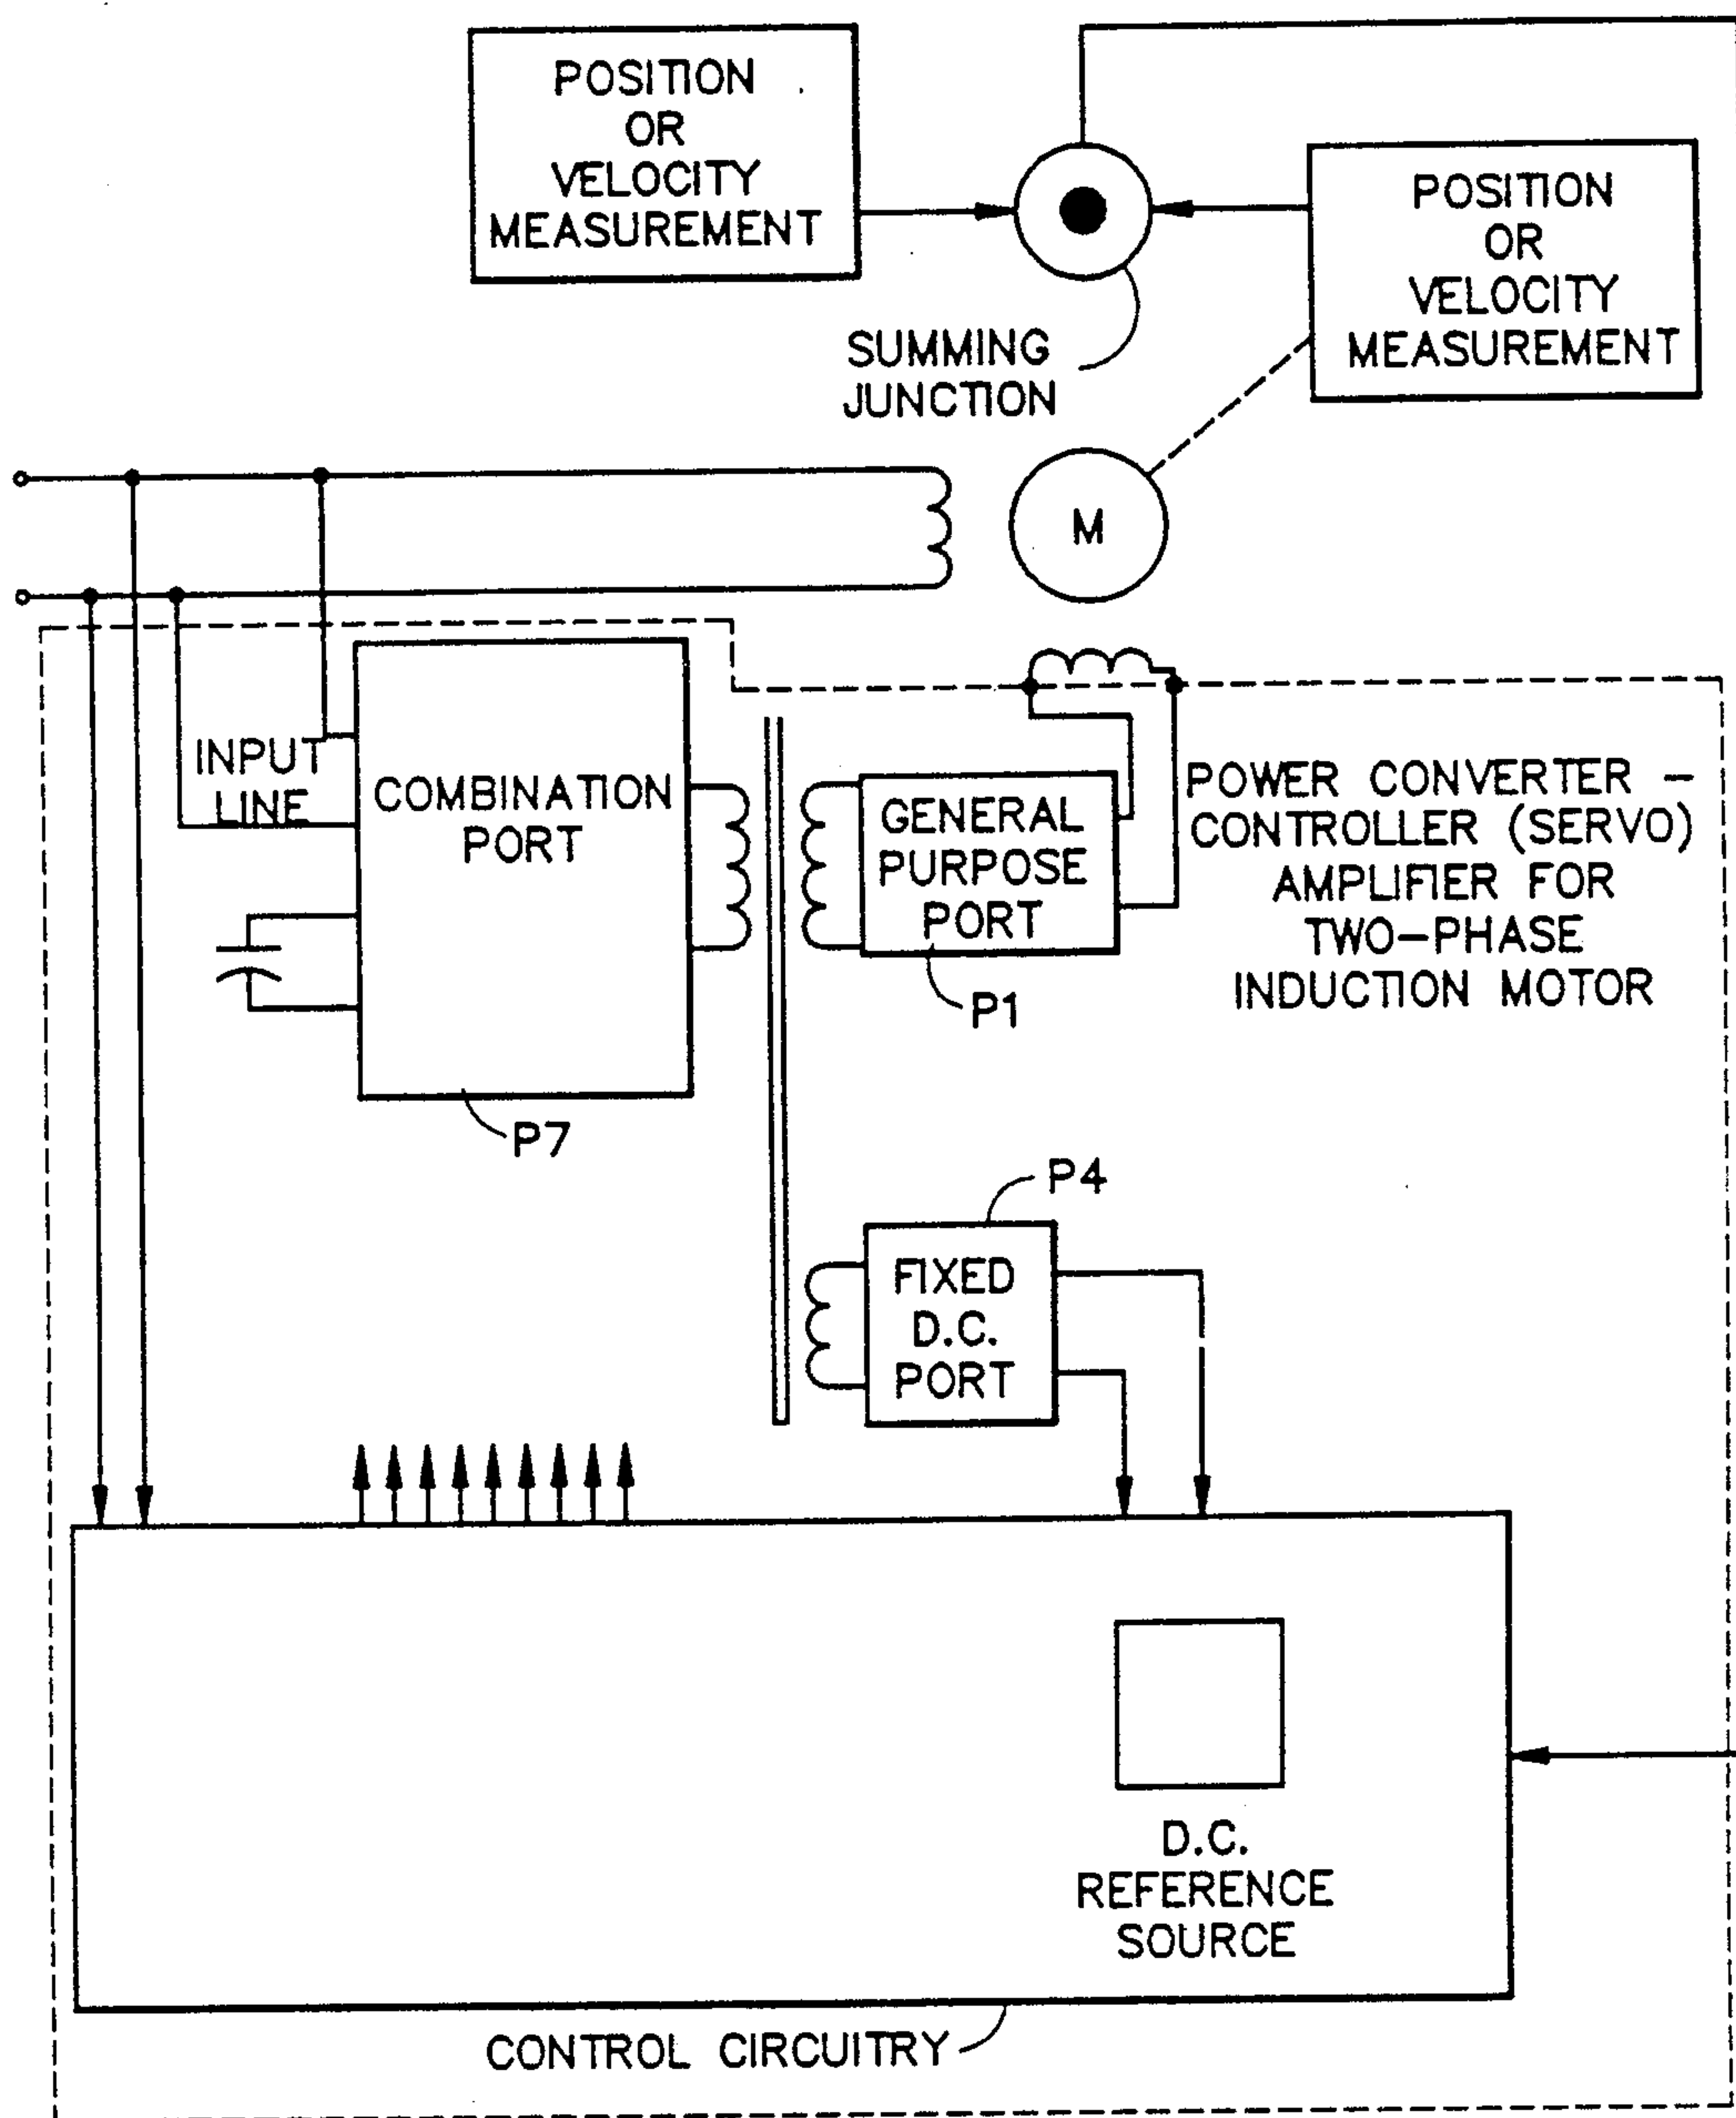 POSITION
OR
VELOCITY
MEASUREMENT
POSITION
OR
VELOCITY
MEASUREMENT
SUMMING
JUNCTION
M
INPUT
LINE
COMBINATION
PORT
GENERAL
PURPOSE
PORT
POWER CONVERTER -
CONTROLLER (SERVO)
AMPLIFIER FOR
TWO-PHASE
INDUCTION MOTOR
P1
P7
P4
FIXED
D.C.
PORT
D.C.
REFERENCE
SOURCE
CONTROL CIRCUITRY